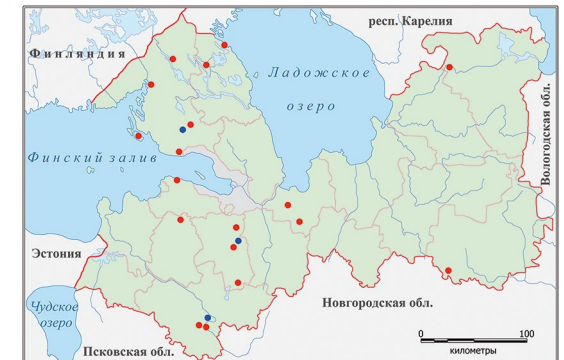 респ. Карелия
Финляндия
Ладожское
озеро
Вологодская обл.
Финский залив
Эстония
Чудское
озеро
Новгородская обл.
Псковская обл.
0 100
километры